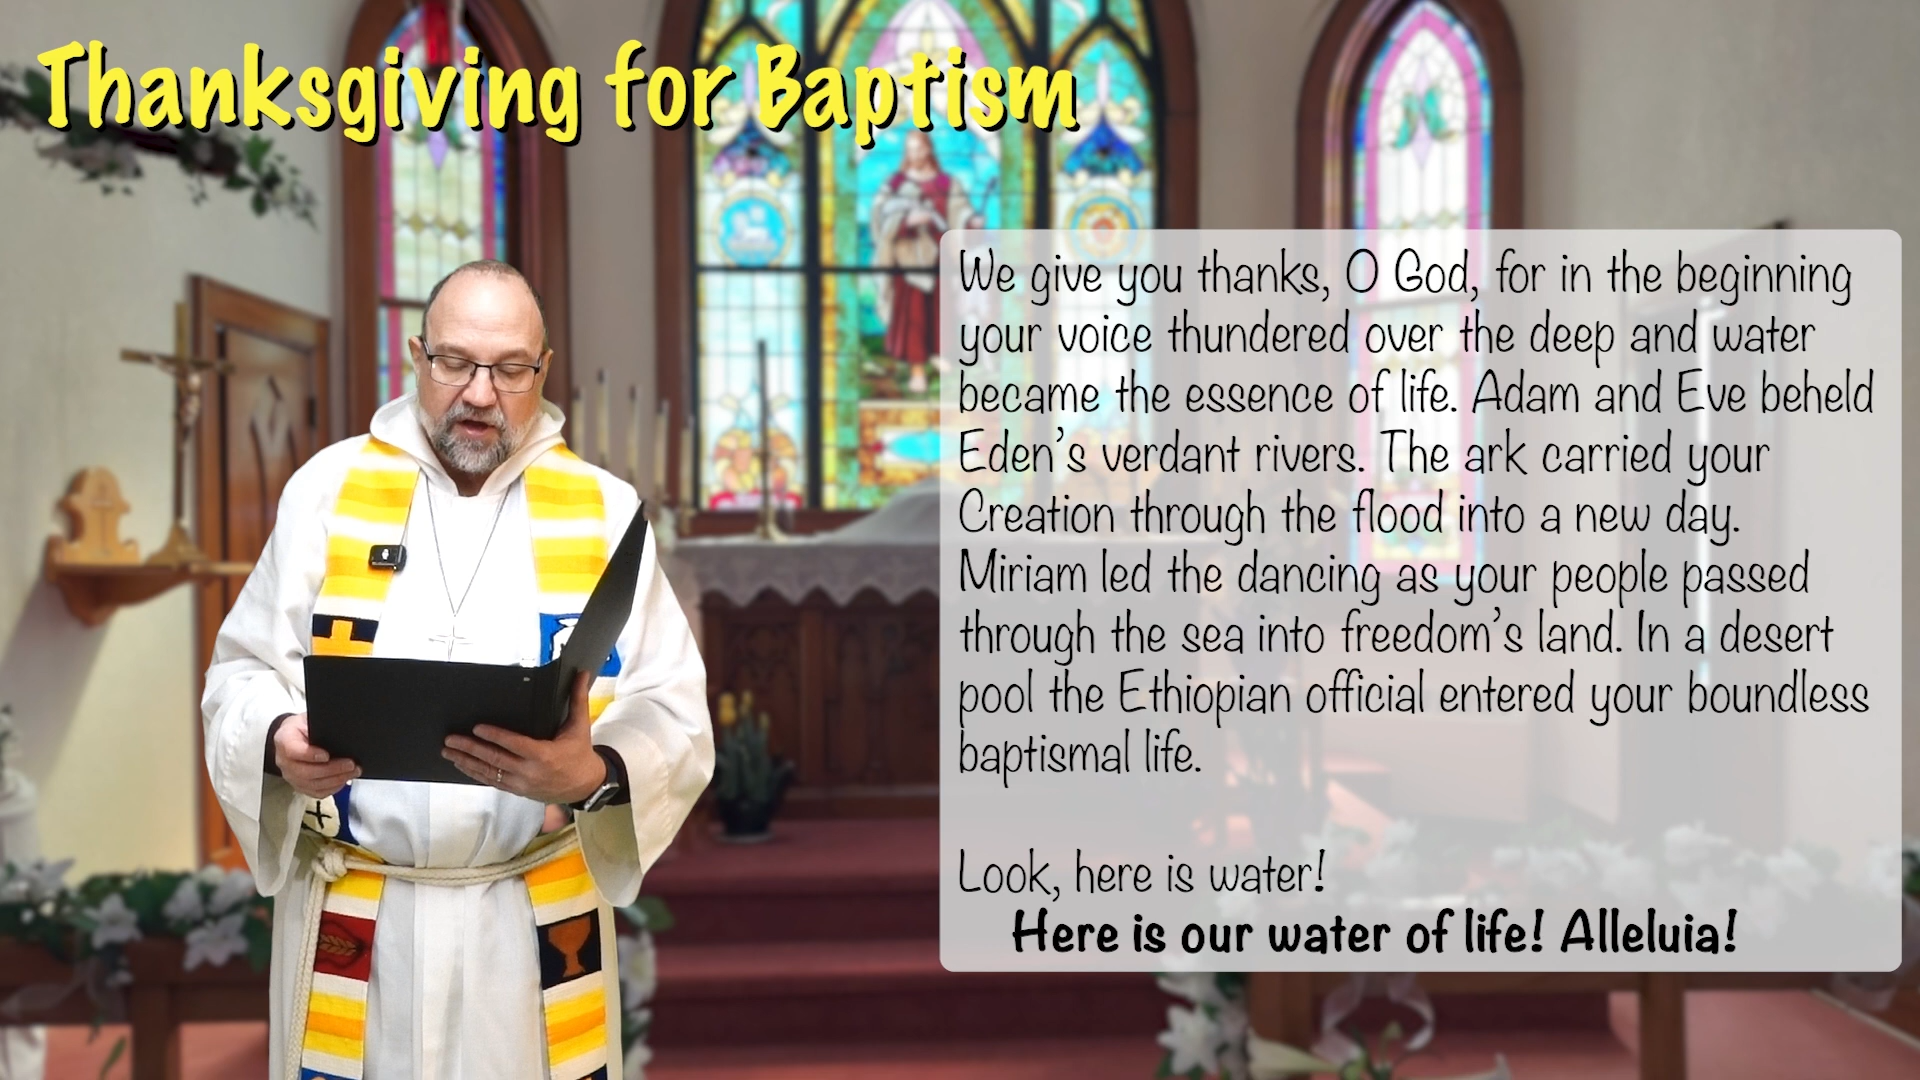 Thanksgiving for Baptism
We give you thanks, O God, for in the beginning
your voice thundered over the deep and water
became the essence of life. Adam and Eve beheld
Eden’s verdant rivers. The ark carried your
Creation through the flood into a new day.
Miriam led the dancing as your people passed
through the sea into freedom’s land. In a desert
pool the Ethiopian official entered your boundless
baptismal life.
Look, here is water!
Here is our water of life! Alleluia!